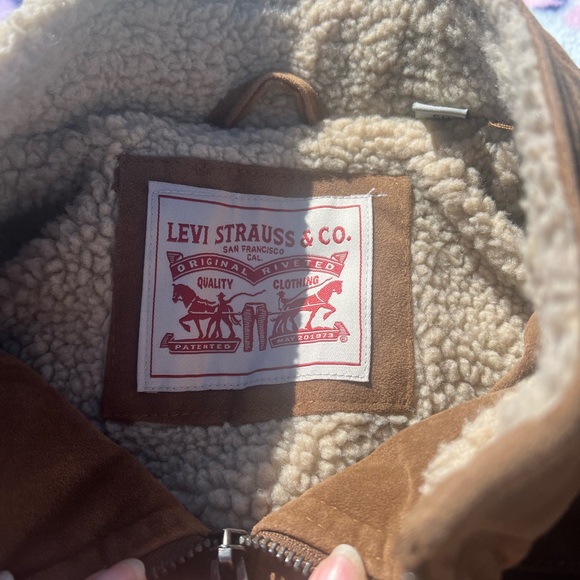 LEVI STRAUSS & CO.
SAN FRANCISCO
CAL.
ORIGINAL RIVETED
QUALITY CLOTHING
PATENTED MAY 20 1873
®